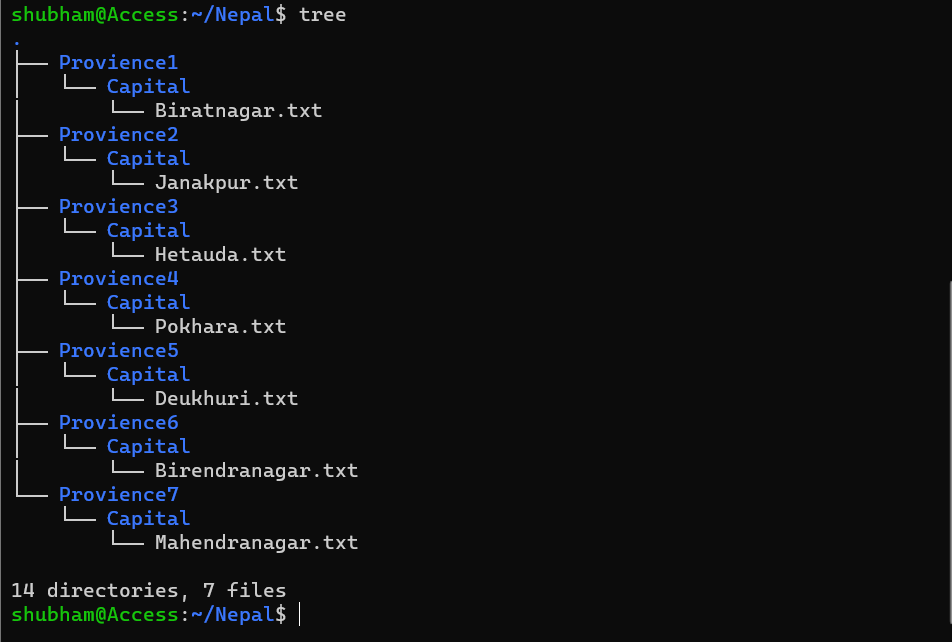 shubham@Access:~/Nepal$ tree
.
├── Provience1
│   └── Capital
│       └── Biratnagar.txt
├── Provience2
│   └── Capital
│       └── Janakpur.txt
├── Provience3
│   └── Capital
│       └── Hetauda.txt
├── Provience4
│   └── Capital
│       └── Pokhara.txt
├── Provience5
│   └── Capital
│       └── Deukhuri.txt
├── Provience6
│   └── Capital
│       └── Birendranagar.txt
└── Provience7
    └── Capital
        └── Mahendranagar.txt
14 directories, 7 files
shubham@Access:~/Nepal$